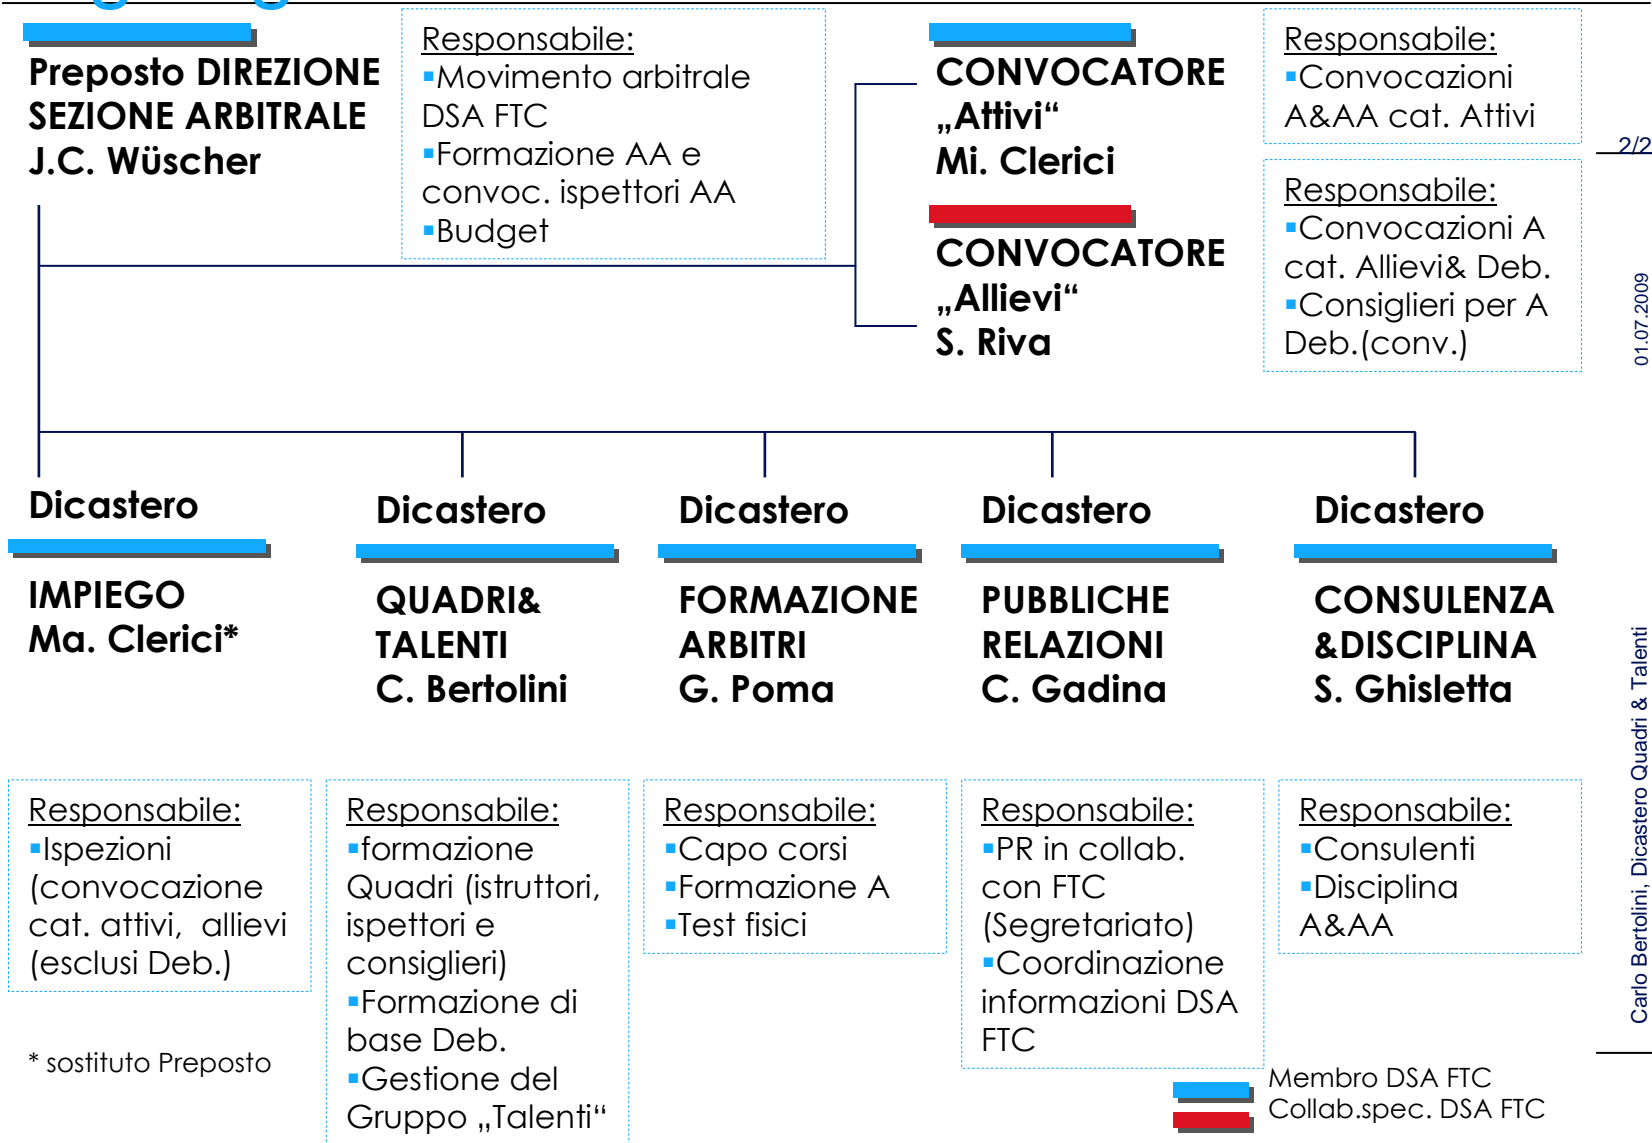 Preposto DIREZIONE
SEZIONE ARBITRALE
J.C. Wüscher
Responsabile:
▪Movimento arbitrale
DSA FTC
▪Formazione AA e
convoc. ispettori AA
▪Budget
CONVOCATORE
„Attivi“
Mi. Clerici
Responsabile:
▪Convocazioni
A&AA cat. Attivi
CONVOCATORE
„Allievi“
S. Riva
Responsabile:
▪Convocazioni A
cat. Allievi& Deb.
▪Consiglieri per A
Deb.(conv.)
2/2
01.07.2009
Carlo Bertolini, Dicastero Quadri & Talenti
Dicastero
IMPIEGO
Ma. Clerici*
Dicastero
QUADRI&
TALENTI
C. Bertolini
Dicastero
FORMAZIONE
ARBITRI
G. Poma
Dicastero
PUBBLICHE
RELAZIONI
C. Gadina
Dicastero
CONSULENZA
&DISCIPLINA
S. Ghisletta
Responsabile:
▪Ispezioni
(convocazione
cat. attivi, allievi
(esclusi Deb.)
Responsabile:
▪formazione
Quadri (istruttori,
ispettori e
consiglieri)
▪Formazione di
base Deb.
▪Gestione del
Gruppo „Talenti“
Responsabile:
▪Capo corsi
▪Formazione A
▪Test fisici
Responsabile:
▪PR in collab.
con FTC
(Segretariato)
▪Coordinazione
informazioni DSA
FTC
Responsabile:
▪Consulenti
▪Disciplina
A&AA
* sostituto Preposto
Membro DSA FTC
Collab.spec. DSA FTC